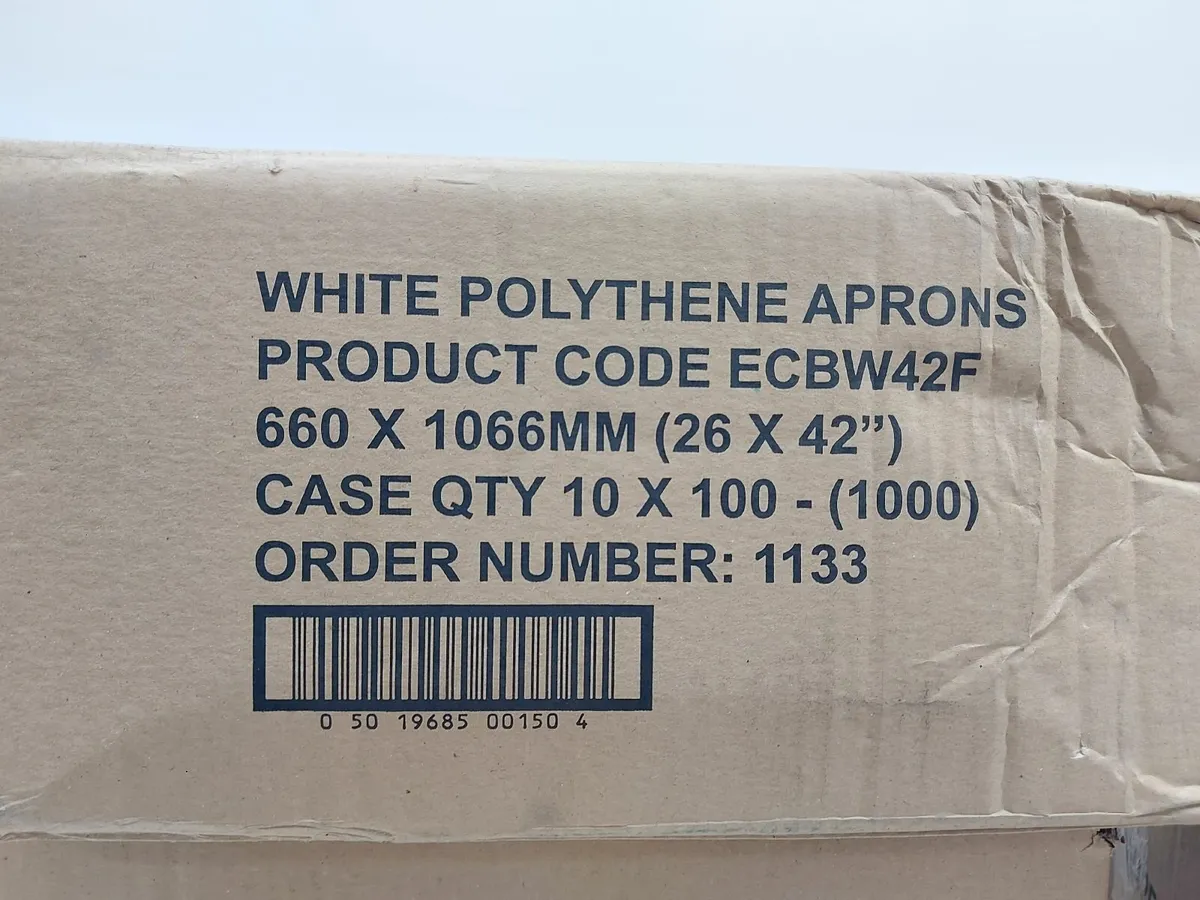 WHITE POLYTHENE APRONS
PRODUCT CODE ECBW42F
660 X 1066MM (26 X 42”)
CASE QTY 10 X 100 - (1000)
ORDER NUMBER: 1133
0 50 19685 00150 4